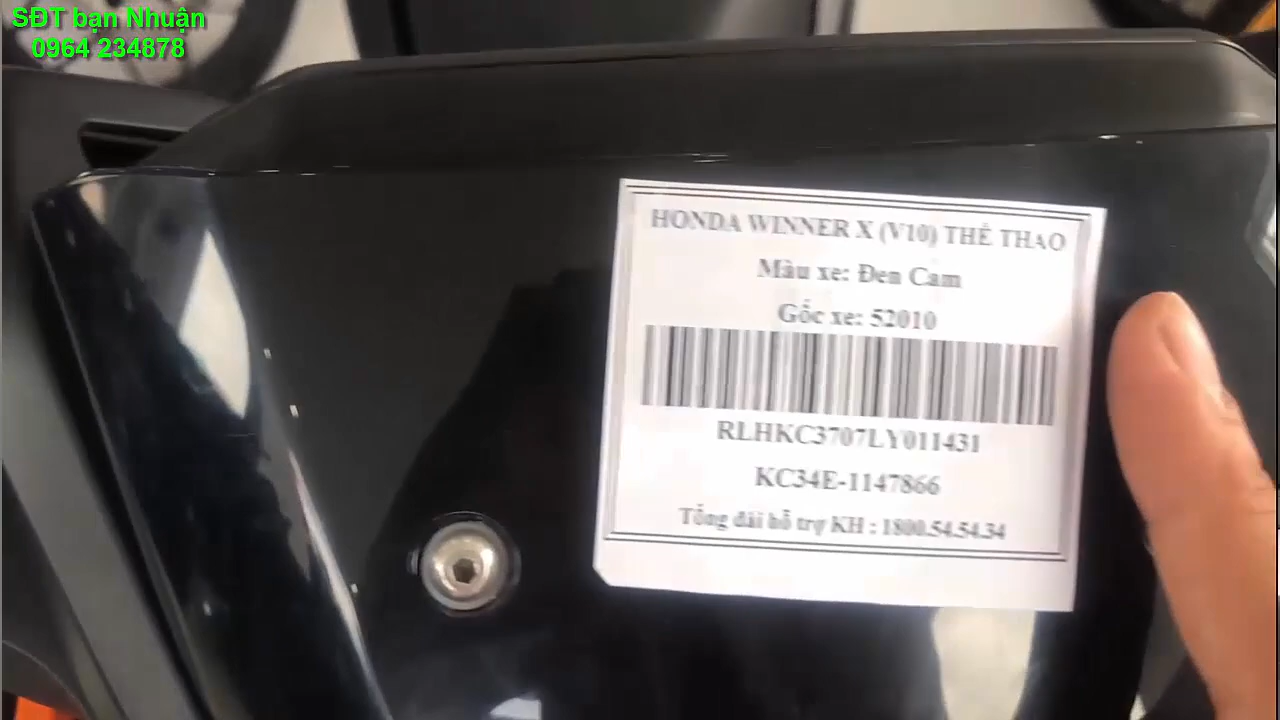 SĐT bạn Nhuận
0964 234878
HONDA WINNER X (V10) THỂ THAO
Màu xe: Đen Cam
Gốc xe: 52010
RLHKC3707LY011431
KC34E-1147866
Tổng đài hỗ trợ KH : 1800.54.54.34